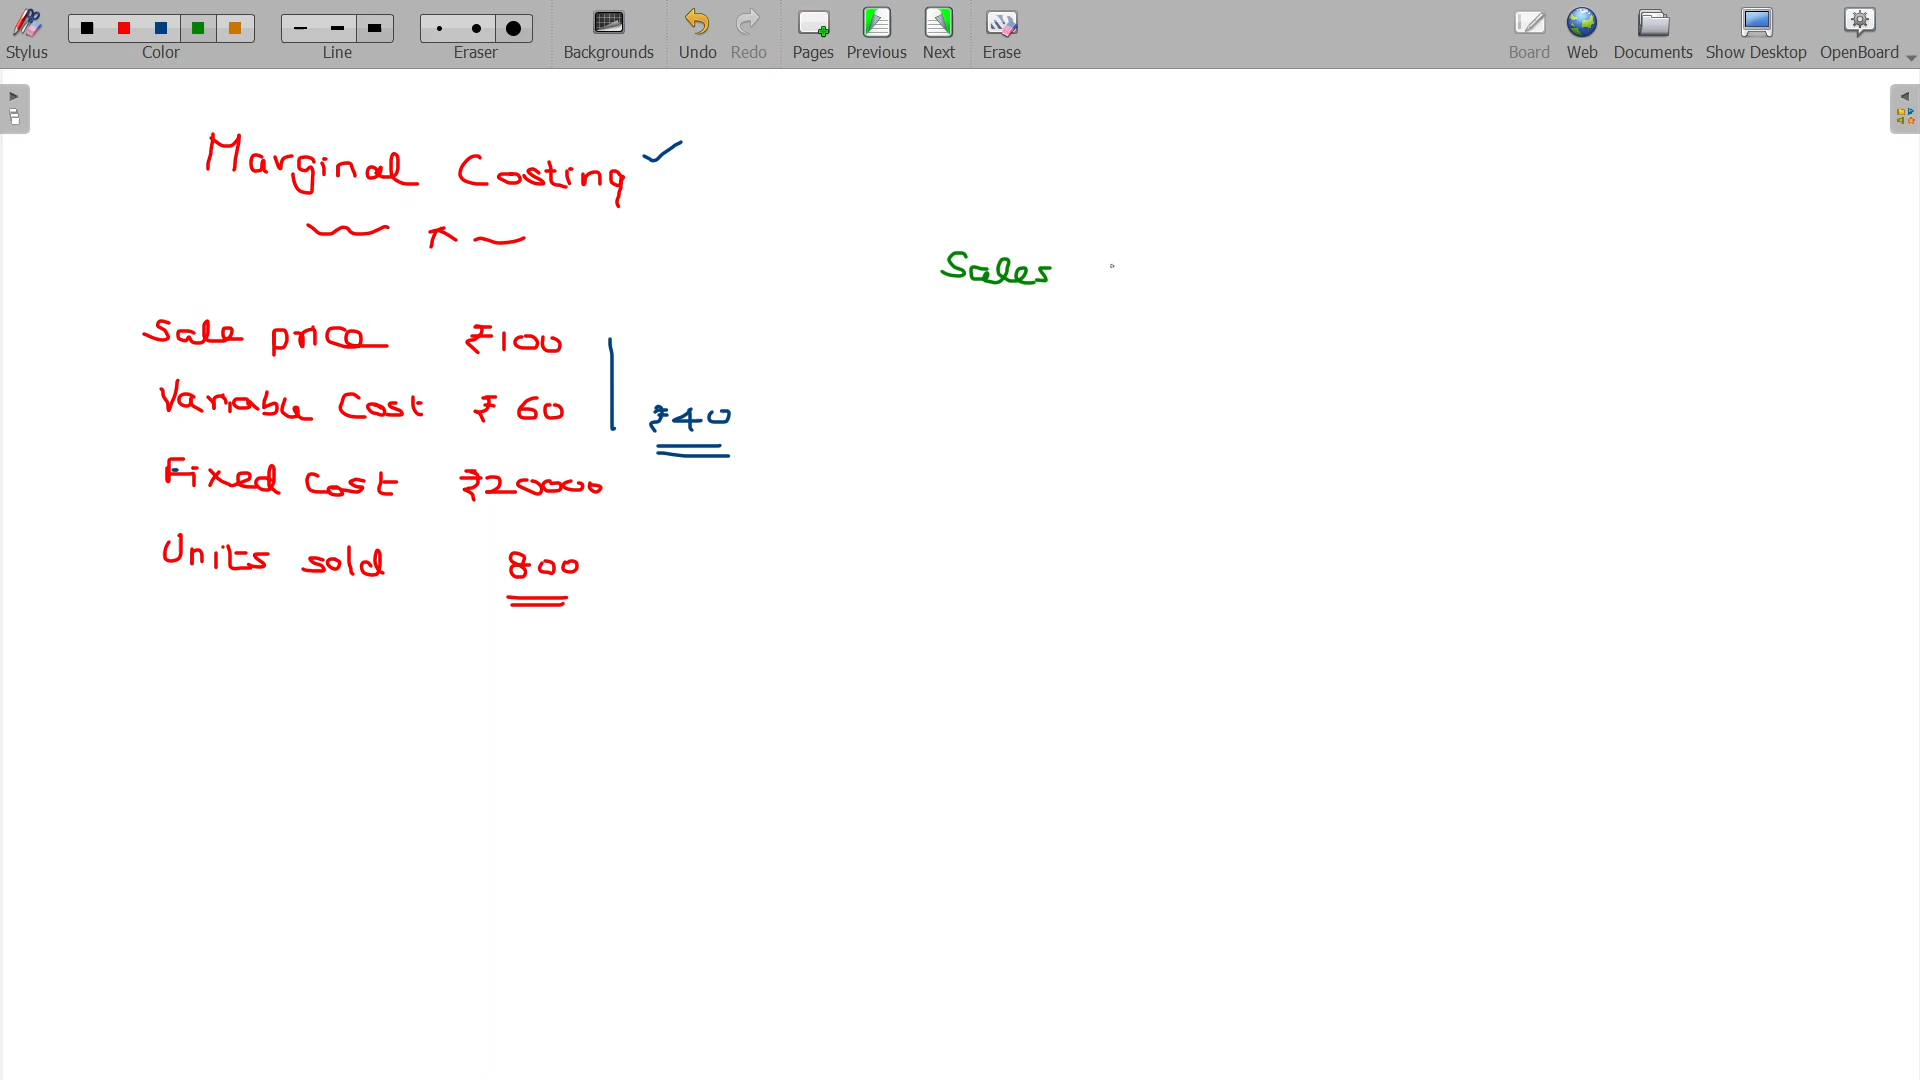 Stylus Color Line Eraser Backgrounds Undo Redo Pages Previous Next Erase Board Web Documents Show Desktop OpenBoard
Marginal Costing
Sales
Sale price ₹100
Variable Cost ₹60
₹40
Fixed cost ₹20000
Units sold 800